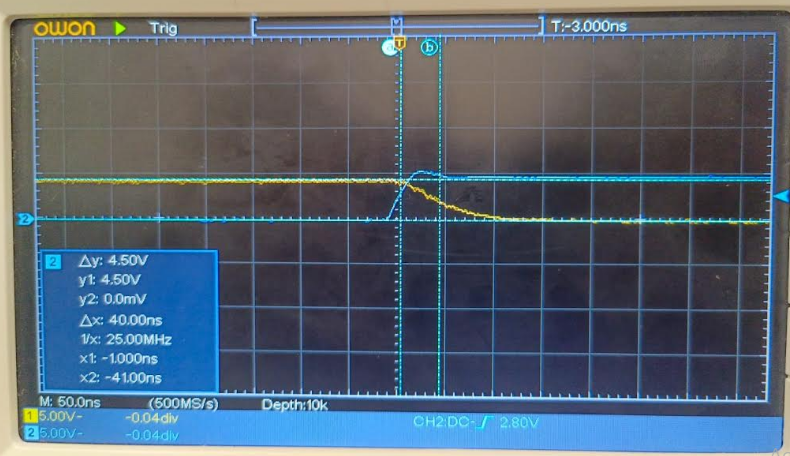 OWON Trig M T:-3.000ns
a T b
2
2 △y: 4.50V
y1: 4.50V
y2: 0.0mV
△x: 40.00ns
1/x: 25.00MHz
x1: -1.000ns
x2: -41.00ns
M: 50.0ns (500MS/s) Depth:10k
1 5.00V- -0.04div
2 5.00V- -0.04div CH2:DC- 2.80V